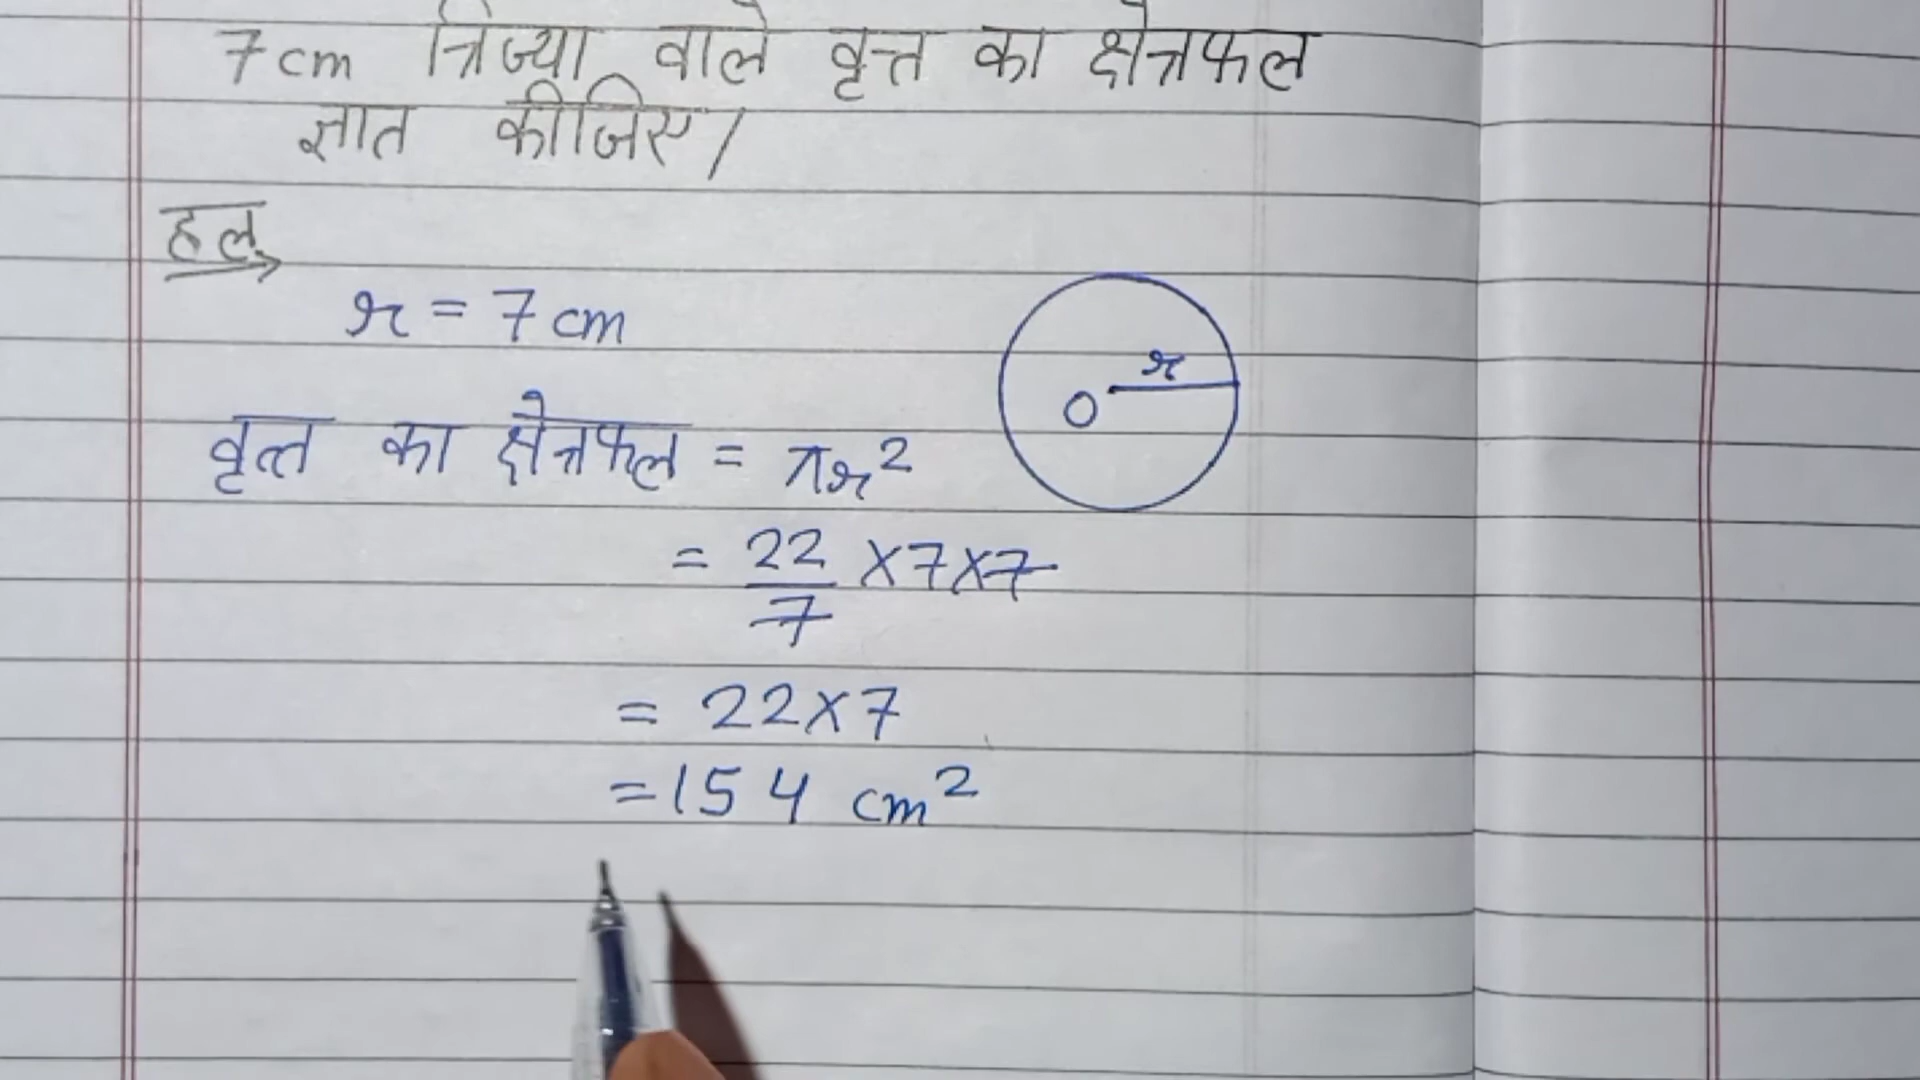 7 cm त्रिज्या वाले वृत्त का क्षेत्रफल
ज्ञात कीजिए।
हल
r = 7 cm
r
O
वृत्त का क्षेत्रफल = πr²
= 22/7 × 7 × 7
= 22 × 7
= 154 cm²